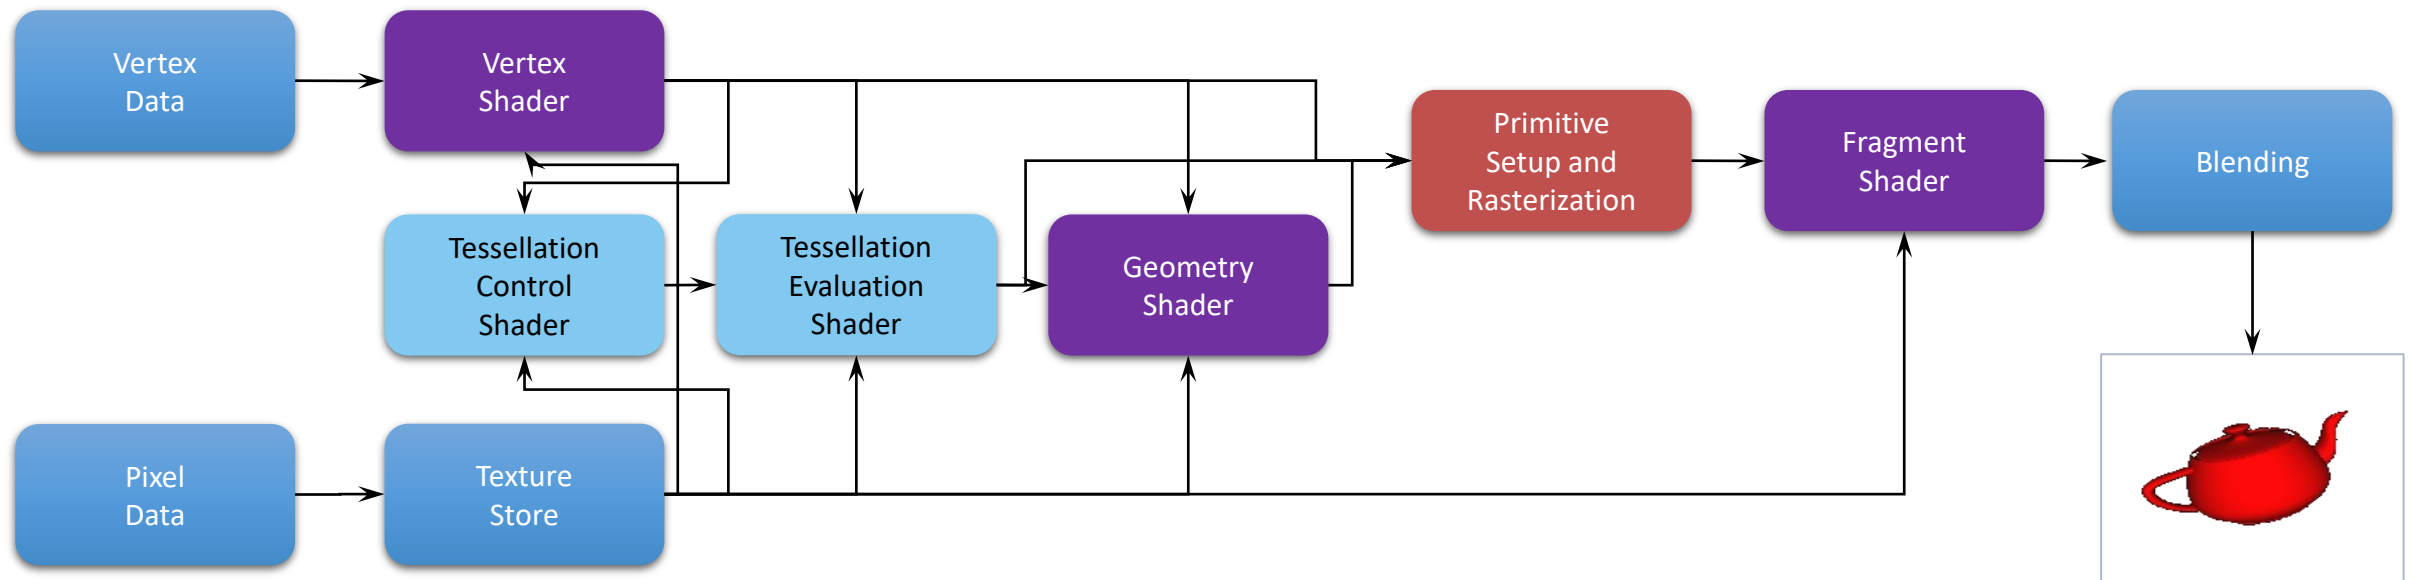 Vertex
Data
Vertex
Shader
Primitive
Setup and
Rasterization
Fragment
Shader
Blending
Tessellation
Control
Shader
Tessellation
Evaluation
Shader
Geometry
Shader
Pixel
Data
Texture
Store